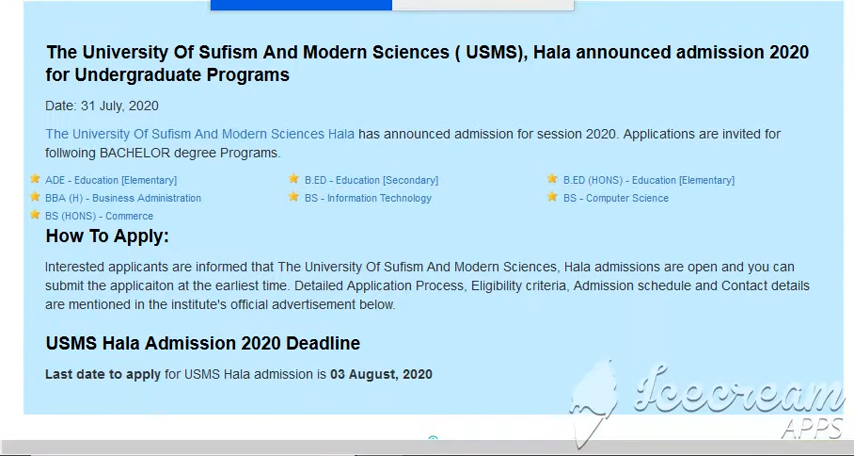 The University Of Sufism And Modern Sciences ( USMS), Hala announced admission 2020
for Undergraduate Programs
Date: 31 July, 2020
The University Of Sufism And Modern Sciences Hala has announced admission for session 2020. Applications are invited for
follwoing BACHELOR degree Programs.
ADE - Education [Elementary] B.ED - Education [Secondary] B.ED (HONS) - Education [Elementary]
BBA (H) - Business Administration BS - Information Technology BS - Computer Science
BS (HONS) - Commerce
How To Apply:
Interested applicants are informed that The University Of Sufism And Modern Sciences, Hala admissions are open and you can
submit the applicaiton at the earliest time. Detailed Application Process, Eligibility criteria, Admission schedule and Contact details
are mentioned in the institute's official advertisement below.
USMS Hala Admission 2020 Deadline
Last date to apply for USMS Hala admission is 03 August, 2020
Icecream
APPS